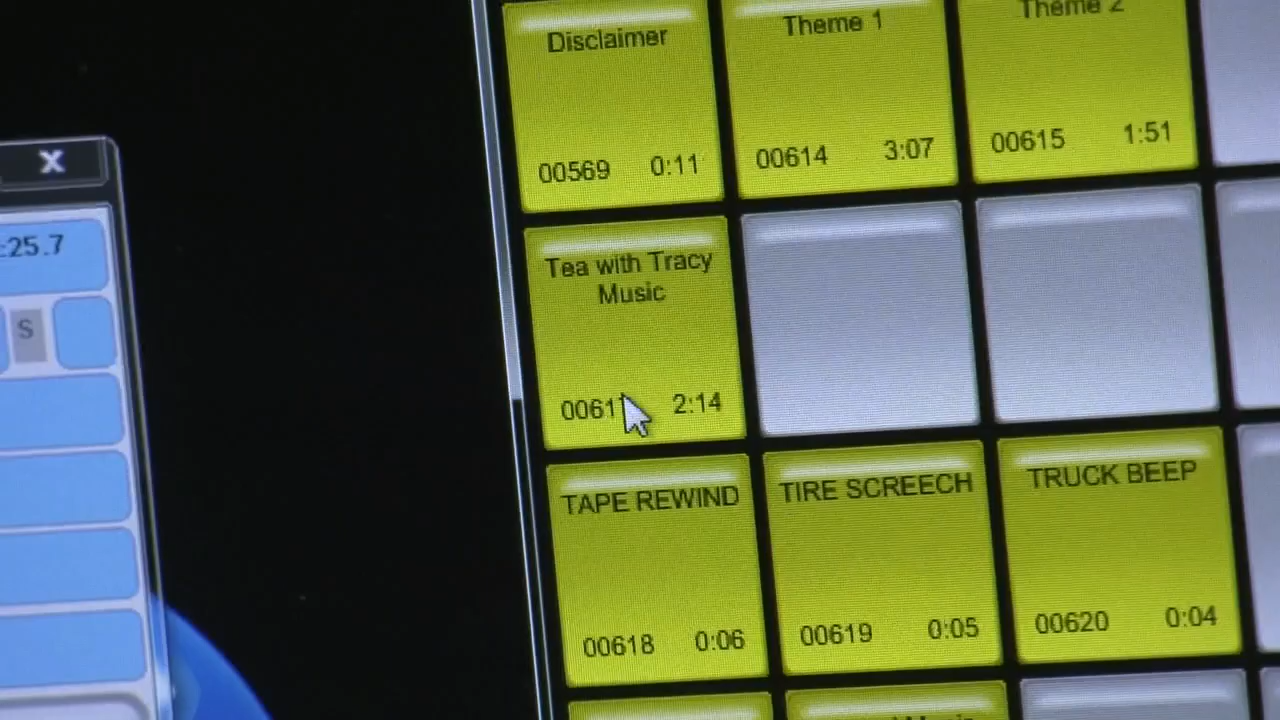 Disclaimer
00569 0:11
Theme 1
00614 3:07
Theme 2
00615 1:51
:25.7
S
Tea with Tracy
Music
2:14
TAPE REWIND
00618 0:06
TIRE SCREECH
00619 0:05
TRUCK BEEP
00620 0:04